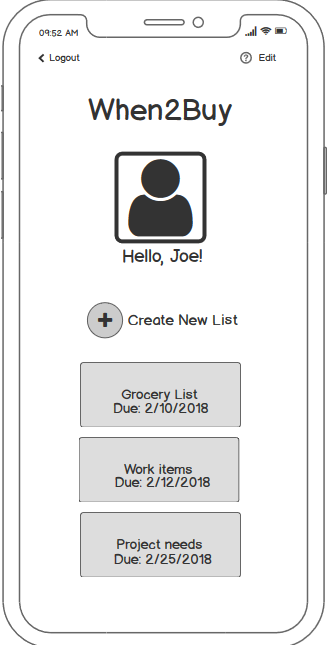 09:52 AM
Logout
? Edit
When2Buy
Hello, Joe!
Create New List
Grocery List
Due: 2/10/2018
Work items
Due: 2/12/2018
Project needs
Due: 2/25/2018